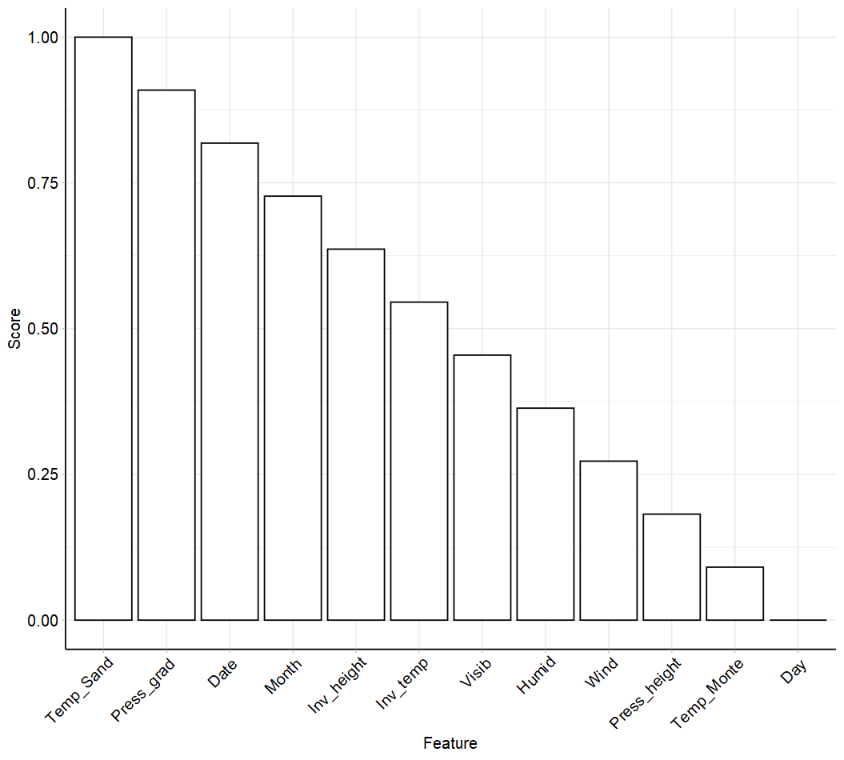 1.00
0.75
0.50
0.25
0.00
Score
Temp_Sand
Press_grad
Date
Month
Inv_height
Inv_temp
Visib
Humid
Wind
Press_height
Temp_Monte
Day
Feature